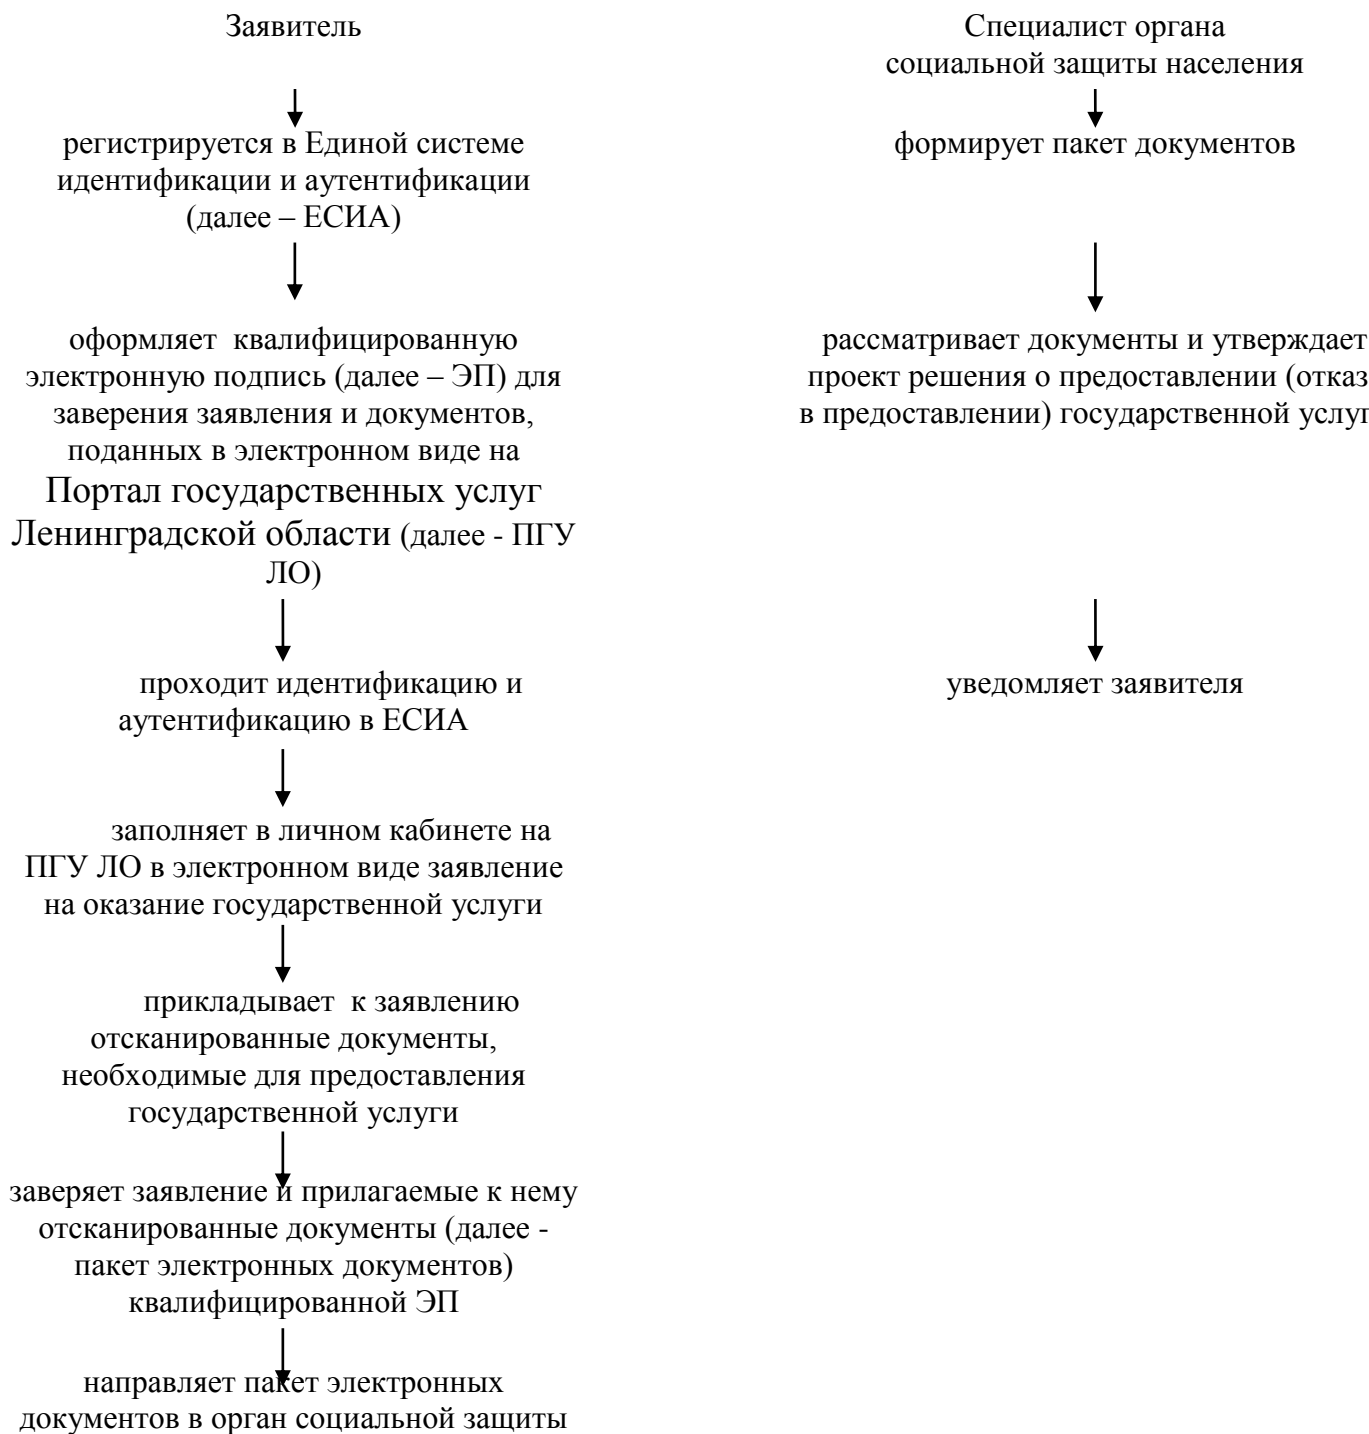 Заявитель
регистрируется в Единой системе
идентификации и аутентификации
(далее – ЕСИА)
оформляет  квалифицированную
электронную подпись (далее – ЭП) для
заверения заявления и документов,
поданных в электронном виде на
Портал государственных услуг
Ленинградской области (далее - ПГУ
ЛО)
проходит идентификацию и
аутентификацию в ЕСИА
заполняет в личном кабинете на
ПГУ ЛО в электронном виде заявление
на оказание государственной услуги
прикладывает  к заявлению
отсканированные документы,
необходимые для предоставления
государственной услуги
заверяет заявление и прилагаемые к нему
отсканированные документы (далее -
пакет электронных документов)
квалифицированной ЭП
направляет пакет электронных
документов в орган социальной защиты
Специалист органа
социальной защиты населения
формирует пакет документов
рассматривает документы и утверждает
проект решения о предоставлении (отказ
в предоставлении) государственной услуг
уведомляет заявителя